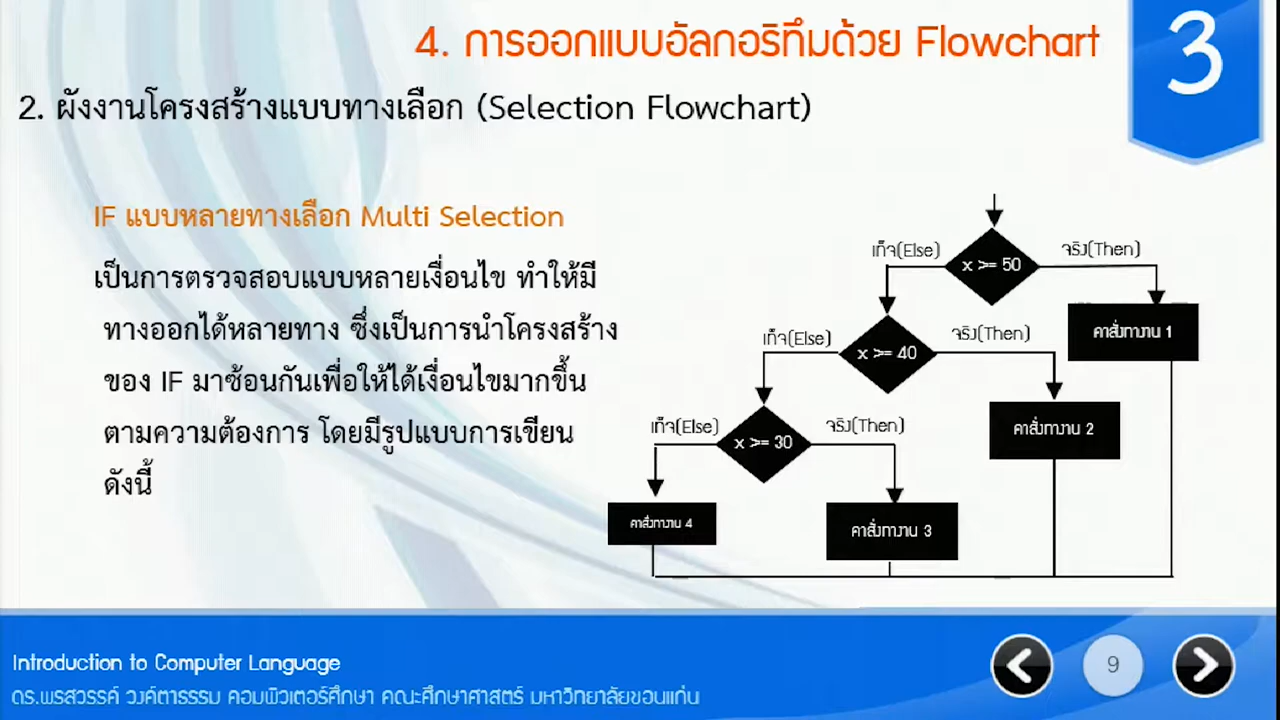 3
4. การออกแบบอัลกอริทึมด้วย Flowchart
2. ผังงานโครงสร้างแบบทางเลือก (Selection Flowchart)
IF แบบหลายทางเลือก Multi Selection
เป็นการตรวจสอบแบบหลายเงื่อนไข ทำให้มี
ทางออกได้หลายทาง ซึ่งเป็นการนำโครงสร้าง
ของ IF มาซ้อนกันเพื่อให้ได้เงื่อนไขมากขึ้น
ตามความต้องการ โดยมีรูปแบบการเขียน
ดังนี้
เท็จ(Else)
x >= 50
จริง(Then)
คาสั่งทางาน 1
เท็จ(Else)
x >= 40
จริง(Then)
คาสั่งทางาน 2
เท็จ(Else)
x >= 30
จริง(Then)
คาสั่งทางาน 4
คาสั่งทางาน 3
Introduction to Computer Language
ดร.พรสวรรค์ วงค์ตาธรรม คอมพิวเตอร์ศึกษา คณะศึกษาศาสตร์ มหาวิทยาลัยขอนแก่น
9